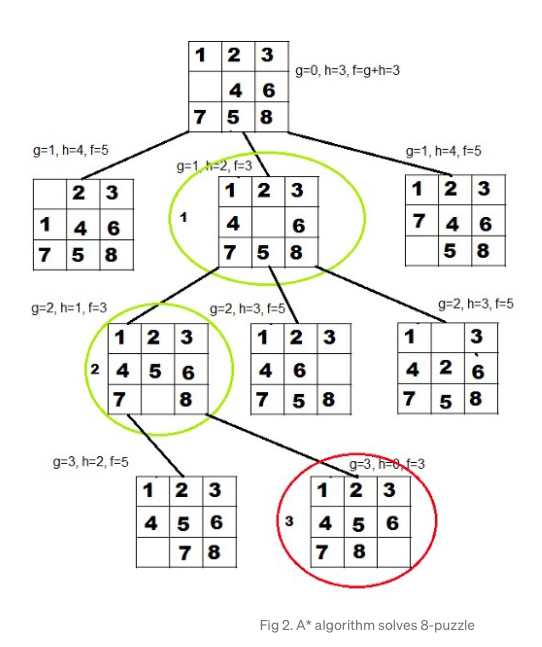 1 2 3
4 6
7 5 8
g=0, h=3, f=g+h=3
g=1, h=4, f=5
2 3
1 4 6
7 5 8
g=1, h=2, f=3
1
1 2 3
4 6
7 5 8
g=1, h=4, f=5
1 2 3
7 4 6
5 8
g=2, h=1, f=3
2
1 2 3
4 5 6
7 8
g=2, h=3, f=5
1 2 3
4 6
7 5 8
g=2, h=3, f=5
1 3
4 2 6
7 5 8
g=3, h=2, f=5
1 2 3
4 5 6
7 8
g=3, h=0, f=3
3
1 2 3
4 5 6
7 8
Fig 2. A* algorithm solves 8-puzzle